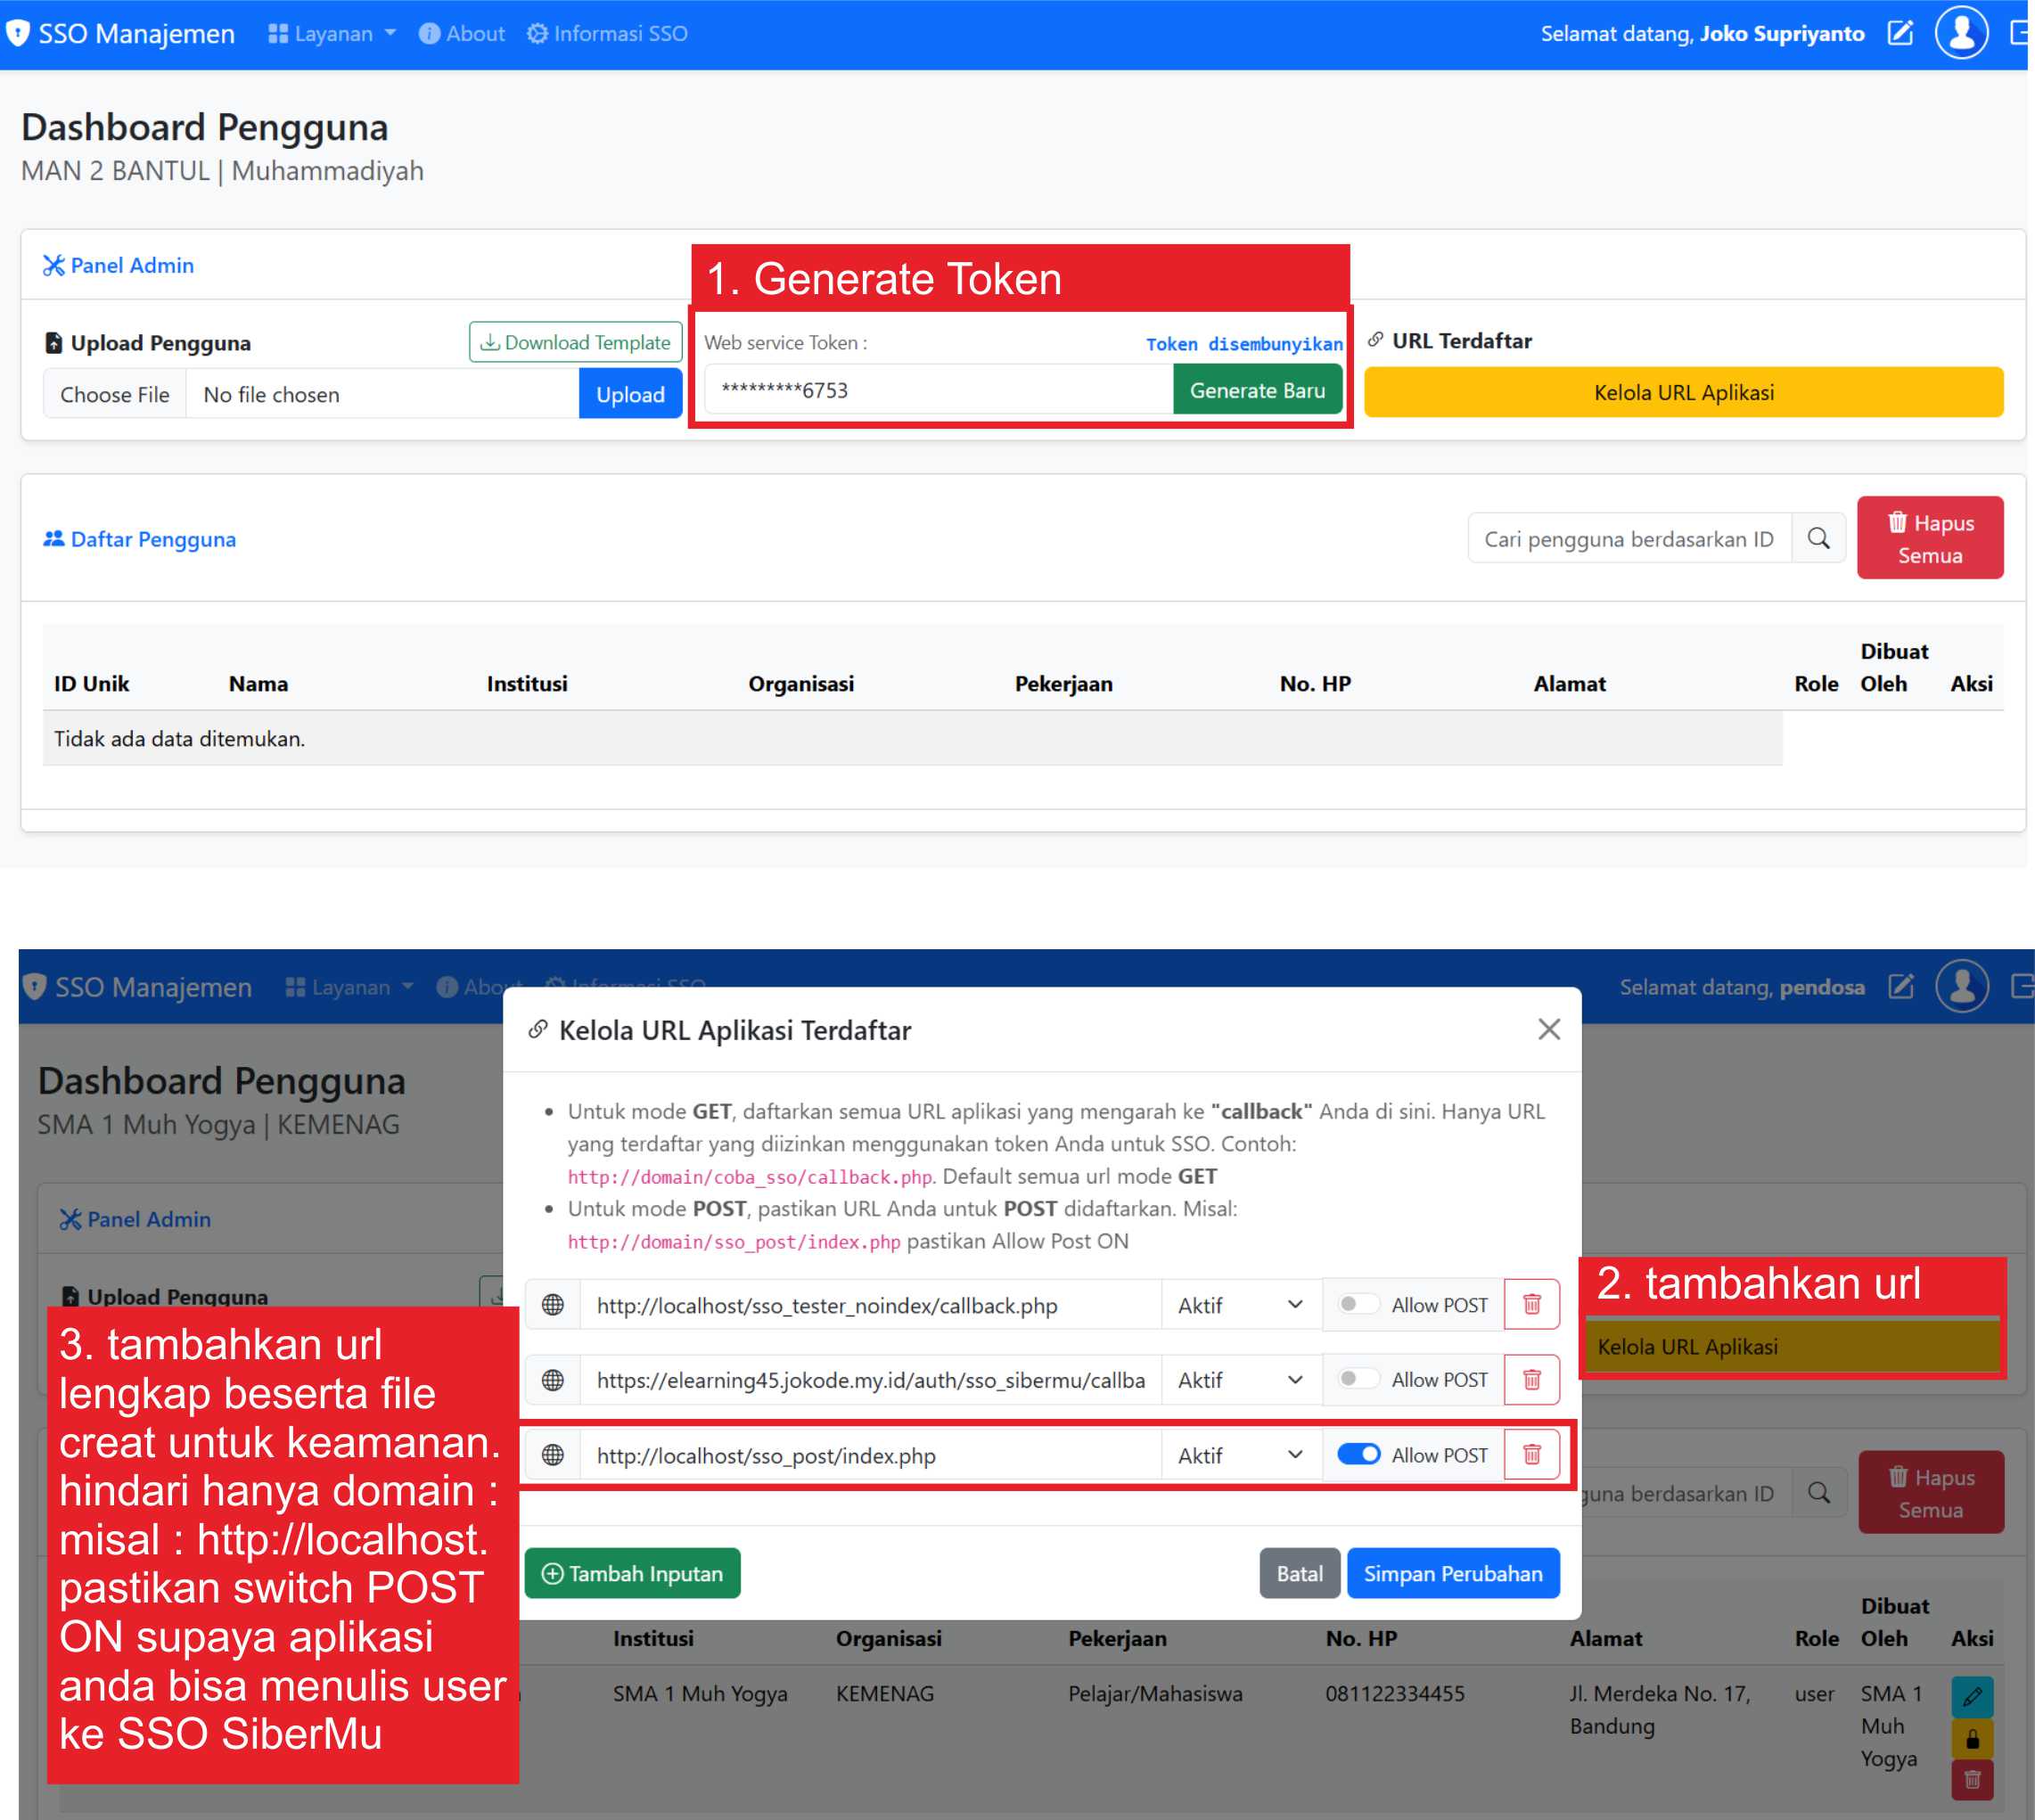 SSO Manajemen Layanan About Informasi SSO Selamat datang, Joko Supriyanto
Dashboard Pengguna
MAN 2 BANTUL | Muhammadiyah
Panel Admin
1. Generate Token
Upload Pengguna Download Template
Choose File No file chosen Upload
Web service Token : Token disembunyikan
*********6753 Generate Baru
URL Terdaftar
Kelola URL Aplikasi
Daftar Pengguna Cari pengguna berdasarkan ID Hapus
Semua
ID Unik Nama Institusi Organisasi Pekerjaan No. HP Alamat Role Dibuat
Oleh Aksi
Tidak ada data ditemukan.
SSO Manajemen Layanan Selamat datang, pendosa
Dashboard Pengguna
SMA 1 Muh Yogya | KEMENAG
Panel Admin
Upload Pengguna
Kelola URL Aplikasi Terdaftar
• Untuk mode GET, daftarkan semua URL aplikasi yang mengarah ke "callback" Anda di sini. Hanya URL
yang terdaftar yang diizinkan menggunakan token Anda untuk SSO. Contoh:
http://domain/coba_sso/callback.php. Default semua url mode GET
• Untuk mode POST, pastikan URL Anda untuk POST didaftarkan. Misal:
http://domain/sso_post/index.php pastikan Allow Post ON
http://localhost/sso_tester_noindex/callback.php Aktif Allow POST
https://elearning45.jokode.my.id/auth/sso_sibermu/callba Aktif Allow POST
http://localhost/sso_post/index.php Aktif Allow POST
Tambah Inputan Batal Simpan Perubahan
2. tambahkan url
Kelola URL Aplikasi
3. tambahkan url
lengkap beserta file
creat untuk keamanan.
hindari hanya domain :
misal : http://localhost.
pastikan switch POST
ON supaya aplikasi
anda bisa menulis user
ke SSO SiberMu
guna berdasarkan ID Hapus
Semua
Institusi Organisasi Pekerjaan No. HP Alamat Role Dibuat
Oleh Aksi
SMA 1 Muh Yogya KEMENAG Pelajar/Mahasiswa 081122334455 Jl. Merdeka No. 17,
Bandung user SMA 1
Muh
Yogya